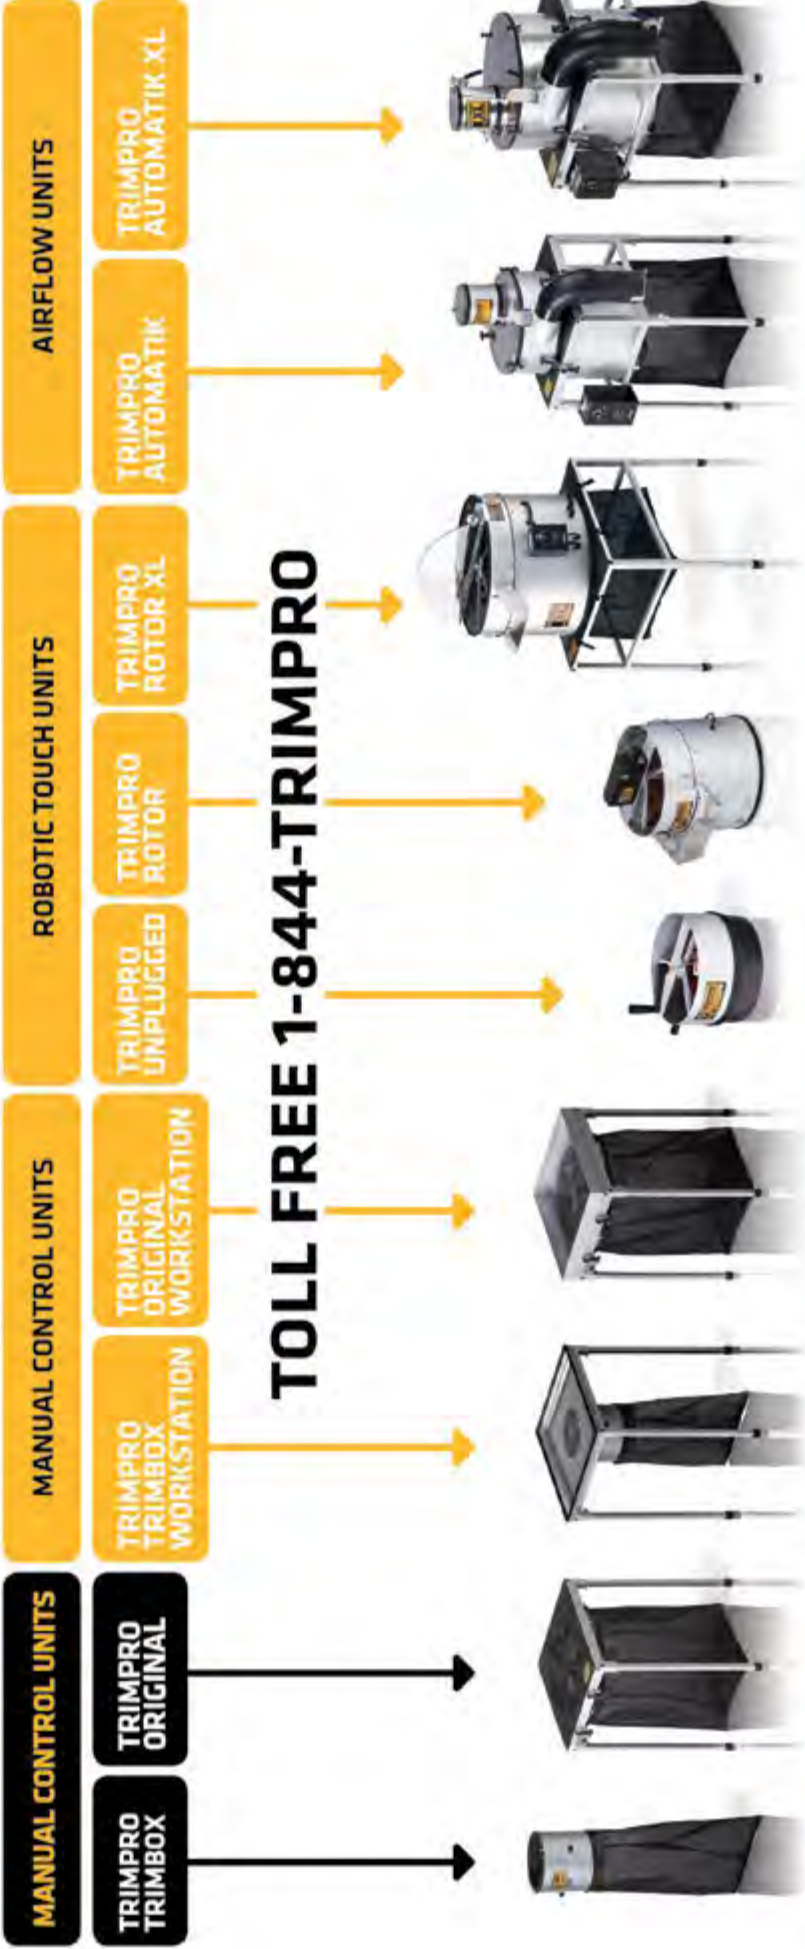 MANUAL CONTROL UNITS
MANUAL CONTROL UNITS
ROBOTIC TOUCH UNITS
AIRFLOW UNITS
TRIMPRO
TRIMBOX
TRIMPRO
ORIGINAL
TRIMPRO
TRIMBOX
WORKSTATION
TRIMPRO
ORIGINAL
WORKSTATION
TRIMPRO
UNPLUGGED
TRIMPRO
ROTOR
TRIMPRO
ROTOR XL
TRIMPRO
AUTOMATIK
TRIMPRO
AUTOMATIK XL
TOLL FREE 1-844-TRIMPRO